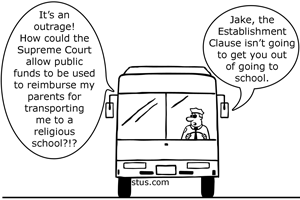 It's an
outrage!
How could the
Supreme Court
allow public
funds to be used
to reimburse my
parents for
transporting
me to a
religious
school?!?
Jake, the
Establishment
Clause isn't going
to get you out
of going to
school.
stus.com